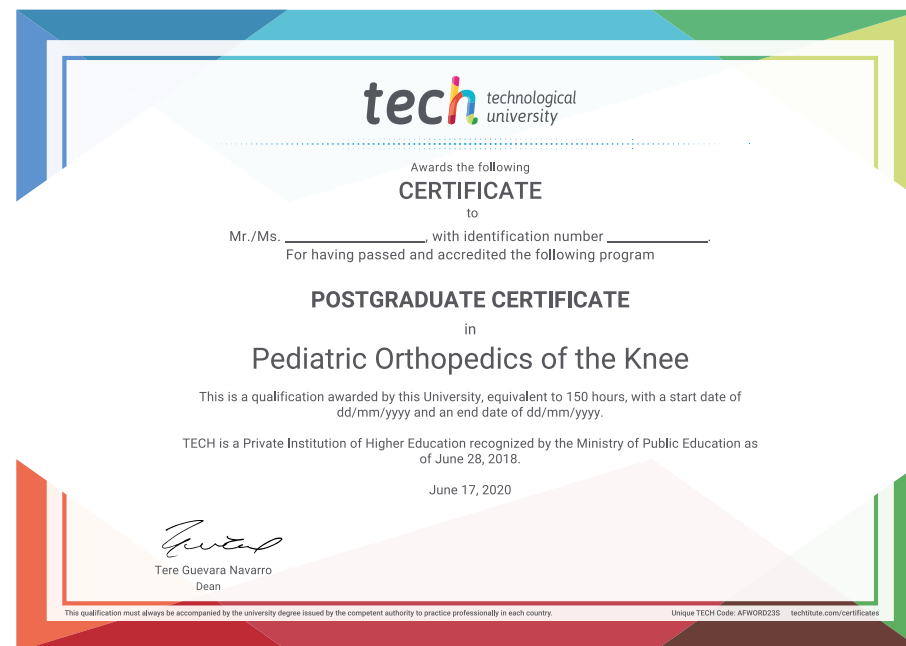 tech technological
university
Awards the following
CERTIFICATE
to
Mr./Ms. ____________________, with identification number ______________.
For having passed and accredited the following program
POSTGRADUATE CERTIFICATE
in
Pediatric Orthopedics of the Knee
This is a qualification awarded by this University, equivalent to 150 hours, with a start date of
dd/mm/yyyy and an end date of dd/mm/yyyy.
TECH is a Private Institution of Higher Education recognized by the Ministry of Public Education as
of June 28, 2018.
June 17, 2020
Tere Guevara Navarro
Dean
This qualification must always be accompanied by the university degree issued by the competent authority to practice professionally in each country. Unique TECH Code: AFWORD23S techtitute.com/certificates